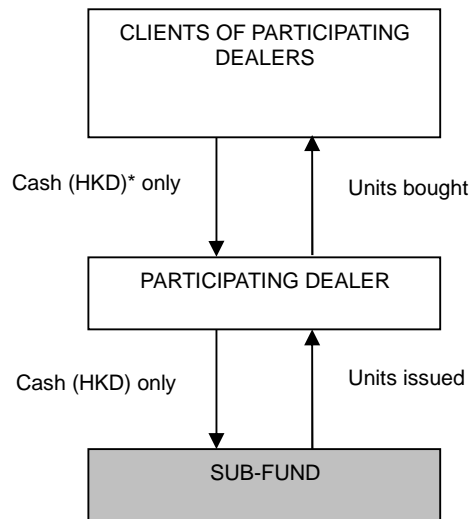 CLIENTS OF PARTICIPATING
DEALERS
Cash (HKD)* only
Units bought
PARTICIPATING DEALER
Cash (HKD) only
Units issued
SUB-FUND